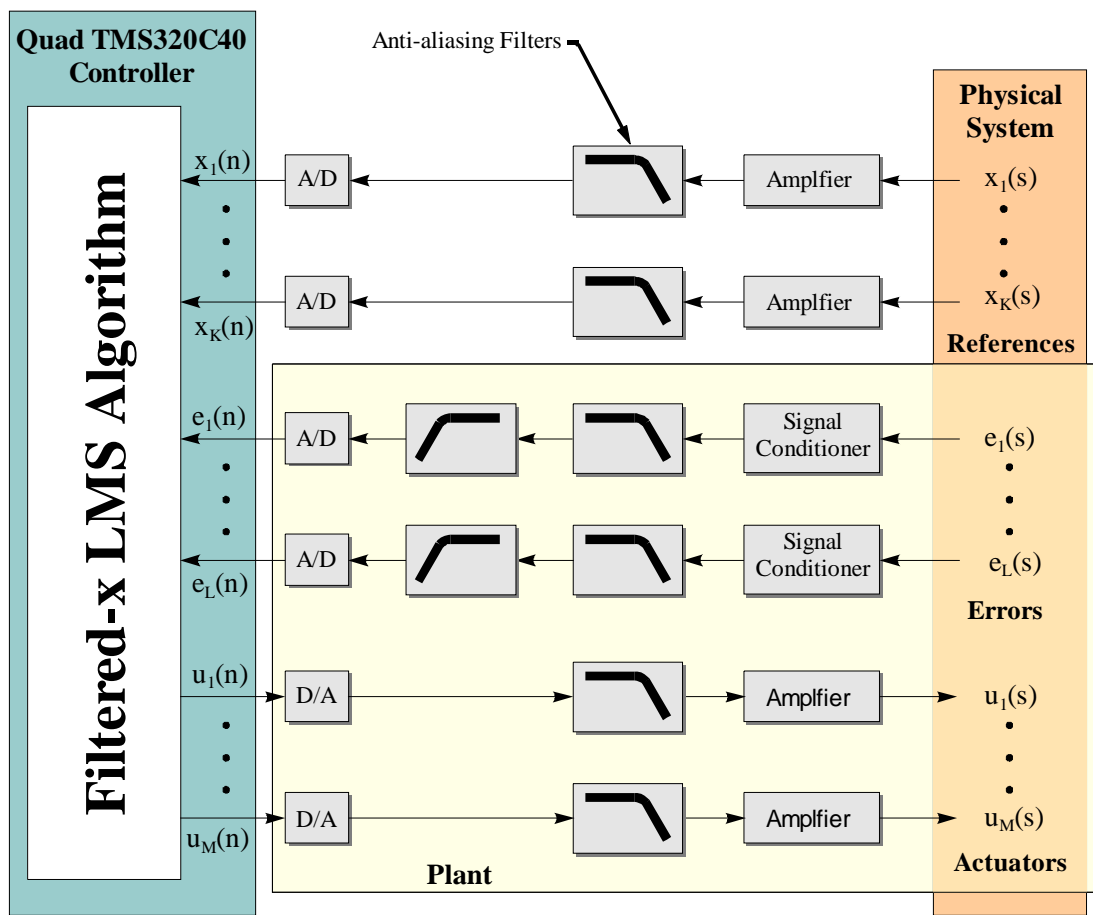 Quad TMS320C40
Controller
Filtered-x LMS Algorithm
Anti-aliasing Filters
Physical
System
x1(n)
A/D
Amplfier
x1(s)
xK(n)
A/D
Amplfier
xK(s)
References
e1(n)
A/D
Signal
Conditioner
e1(s)
eL(n)
A/D
Signal
Conditioner
eL(s)
Errors
u1(n)
D/A
Amplfier
u1(s)
uM(n)
D/A
Amplfier
uM(s)
Plant
Actuators